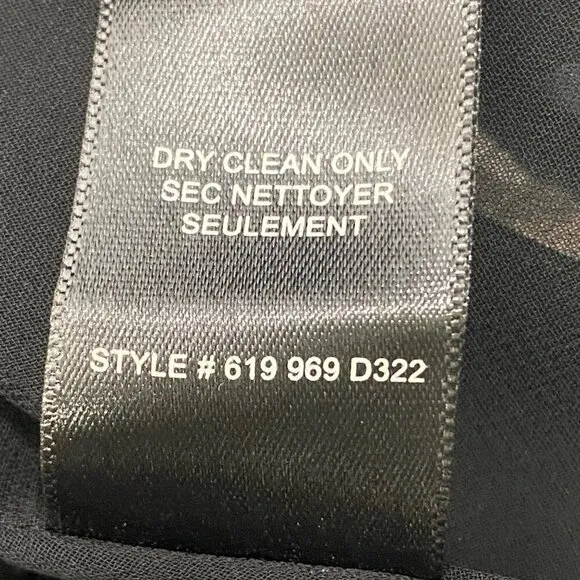 DRY CLEAN ONLY
SEC NETTOYER
SEULEMENT
STYLE # 619 969 D322